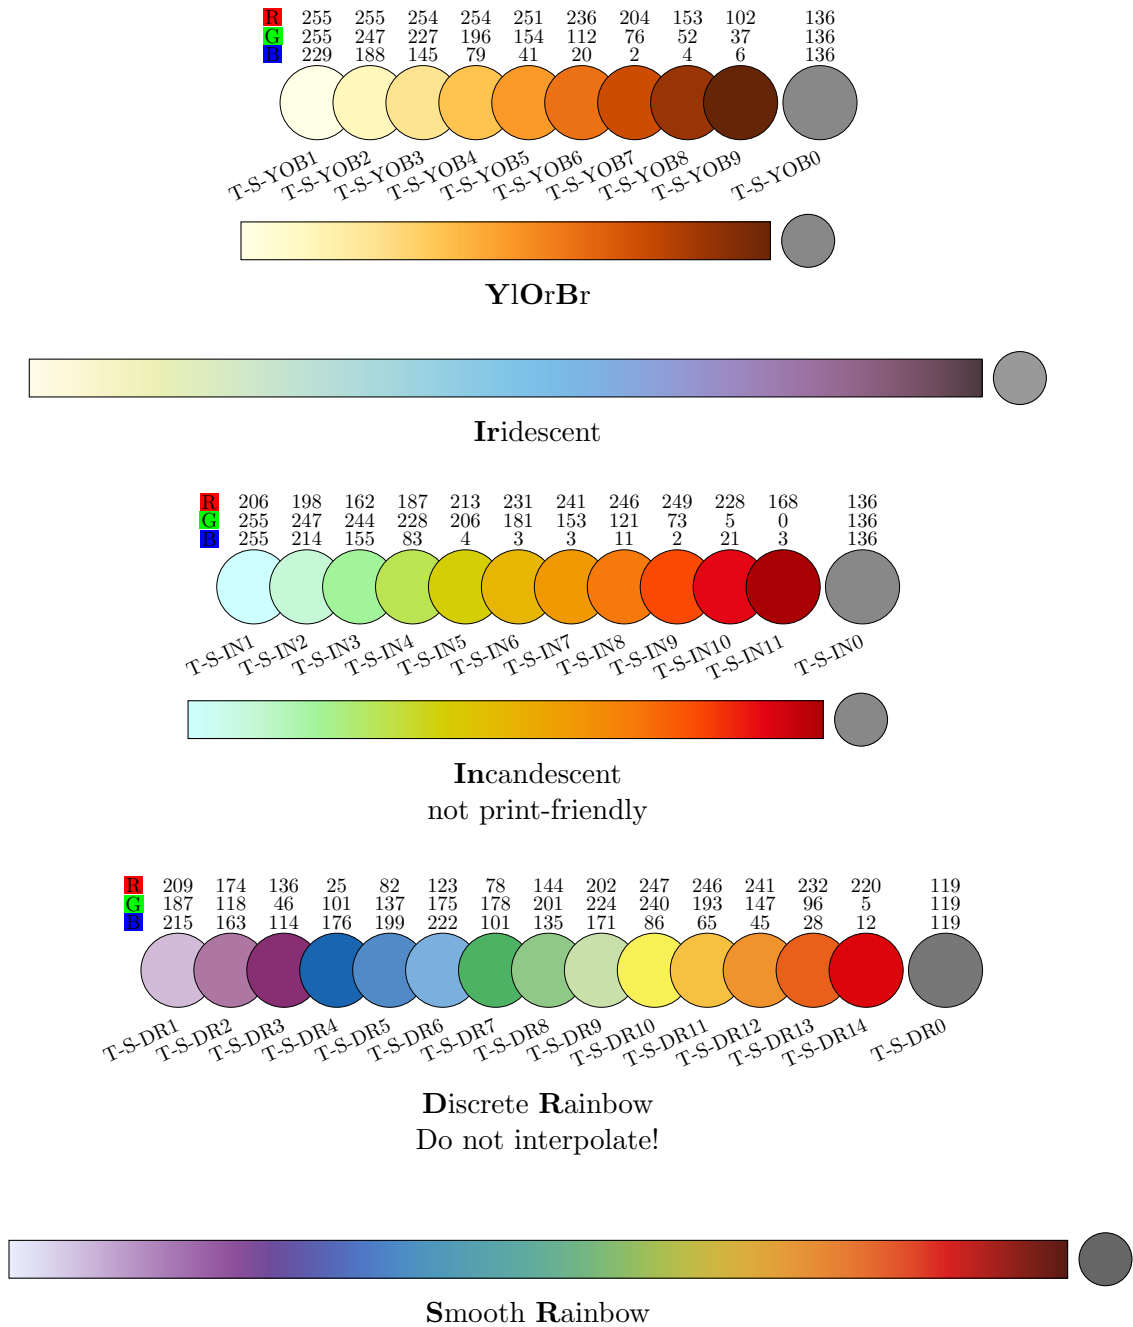 R 255 255 254 254 251 236 204 153 102 136
G 255 247 227 196 154 112 76 52 37 136
B 229 188 145 79 41 20 2 4 6 136
T-S-YOB1 T-S-YOB2 T-S-YOB3 T-S-YOB4 T-S-YOB5 T-S-YOB6 T-S-YOB7 T-S-YOB8 T-S-YOB9 T-S-YOB0
YlOrBr
Iridescent
R 206 198 162 187 213 231 241 246 249 228 168 136
G 255 247 244 228 206 181 153 121 73 5 0 136
B 255 214 155 83 4 3 3 11 2 21 3 136
T-S-IN1 T-S-IN2 T-S-IN3 T-S-IN4 T-S-IN5 T-S-IN6 T-S-IN7 T-S-IN8 T-S-IN9 T-S-IN10 T-S-IN11 T-S-IN0
Incandescent
not print-friendly
R 209 174 136 25 82 123 78 144 202 247 246 241 232 220 119
G 187 118 46 101 137 175 178 201 224 240 193 147 96 5 119
B 215 163 114 176 199 222 101 135 171 86 65 45 28 12 119
T-S-DR1 T-S-DR2 T-S-DR3 T-S-DR4 T-S-DR5 T-S-DR6 T-S-DR7 T-S-DR8 T-S-DR9 T-S-DR10 T-S-DR11 T-S-DR12 T-S-DR13 T-S-DR14 T-S-DR0
Discrete Rainbow
Do not interpolate!
Smooth Rainbow